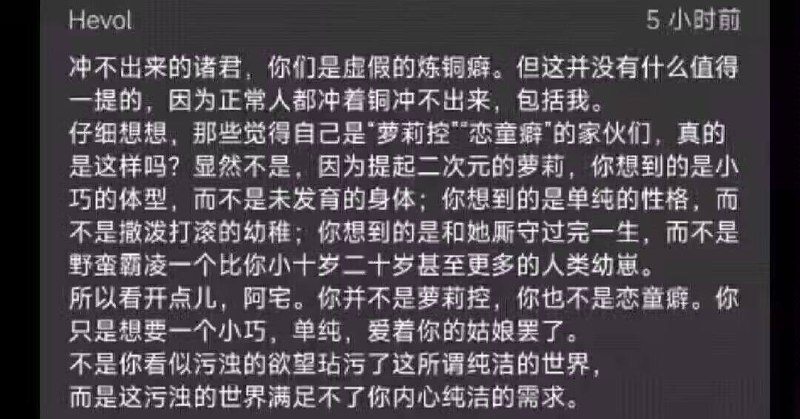 Hevol 5 小时前
冲不出来的诸君，你们是虚假的炼铜癖。但这并没有什么值得
一提的，因为正常人都冲着铜冲不出来，包括我。
仔细想想，那些觉得自己是“萝莉控”“恋童癖”的家伙们，真的
是这样吗？显然不是，因为提起二次元的萝莉，你想到的是小
巧的体型，而不是未发育的身体；你想到的是单纯的性格，而
不是撒泼打滚的幼稚；你想到的是和她厮守过完一生，而不是
野蛮霸凌一个比你小十岁二十岁甚至更多的人类幼崽。
所以看开点儿，阿宅。你并不是萝莉控，你也不是恋童癖。你
只是想要一个小巧，单纯，爱着你的姑娘罢了。
不是你看似污浊的欲望玷污了这所谓纯洁的世界，
而是这污浊的世界满足不了你内心纯洁的需求。